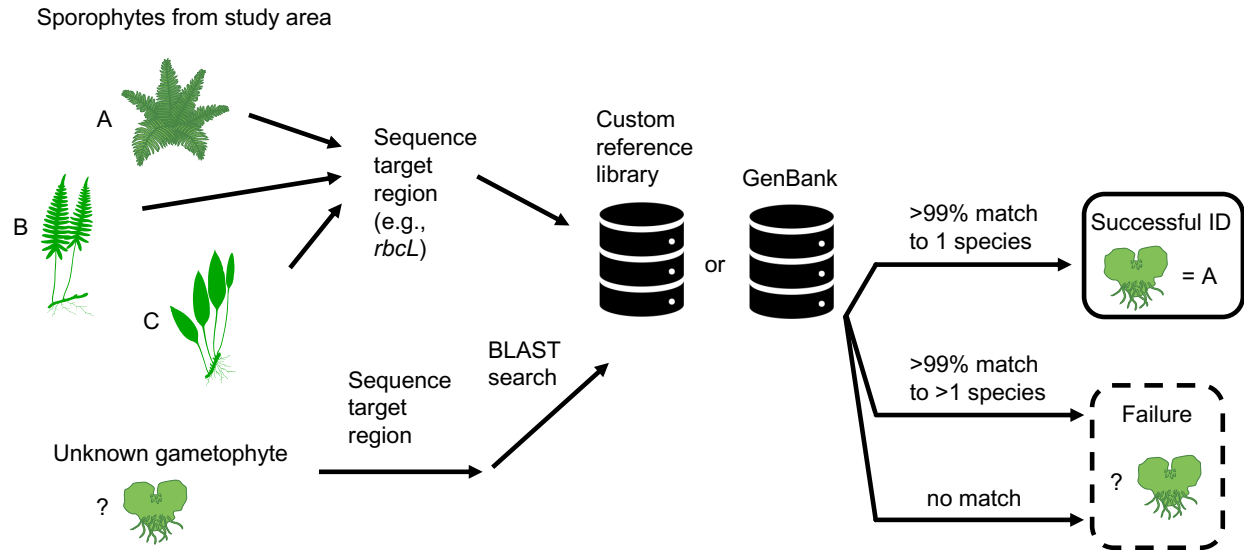 Sporophytes from study area
A
B
C
Sequence
target
region
(e.g.,
rbcL)
Custom
reference
library
or
GenBank
Unknown gametophyte
?
Sequence
target
region
BLAST
search
>99% match
to 1 species
Successful ID
= A
>99% match
to >1 species
no match
Failure
?